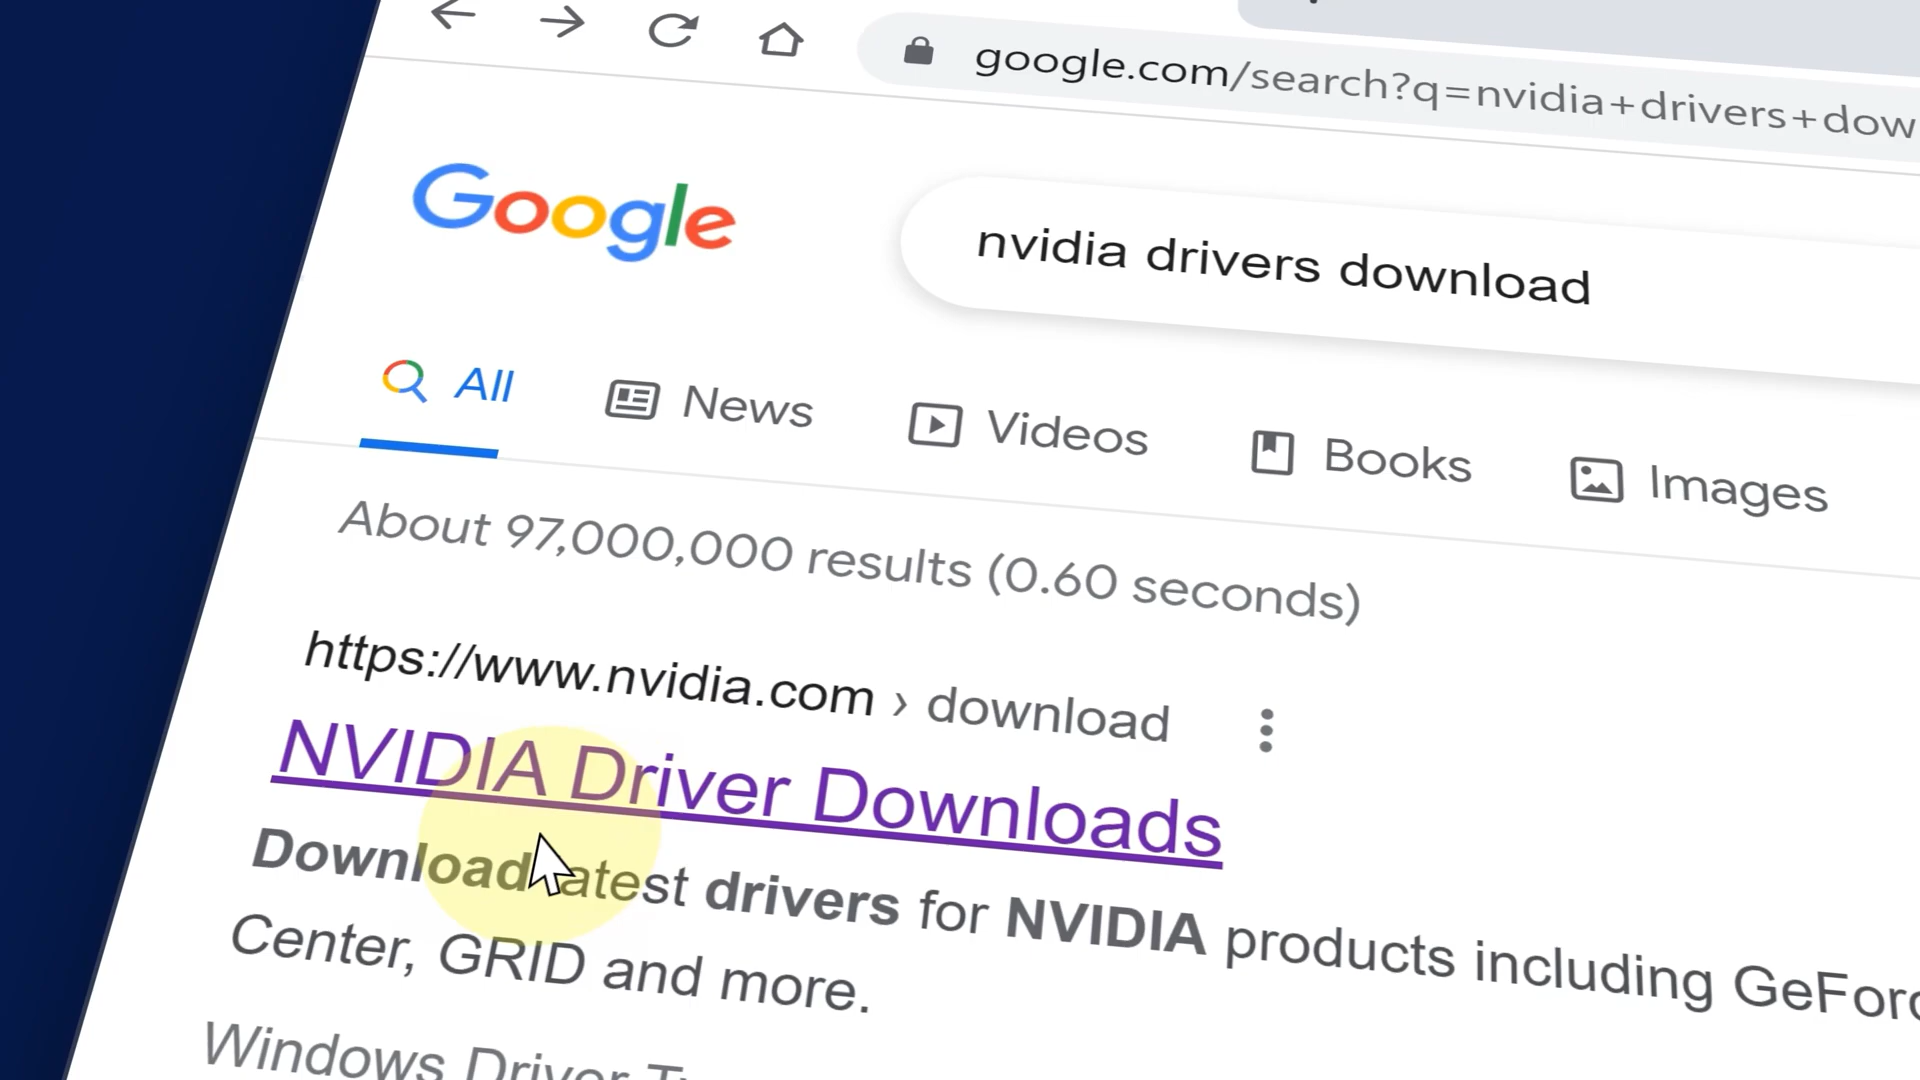 google.com/search?q=nvidia+drivers+dow
Google
nvidia drivers download
All News Videos Books Images
About 97,000,000 results (0.60 seconds)
https://www.nvidia.com › download
NVIDIA Driver Downloads
Download latest drivers for NVIDIA products including GeForc
Center, GRID and more.
Windows Driver